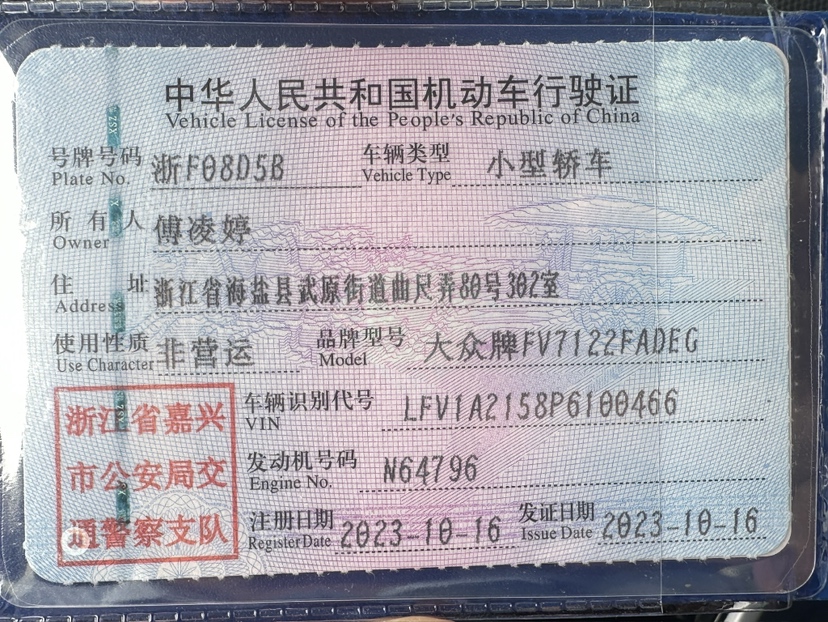 中华人民共和国机动车行驶证
Vehicle License of the People's Republic of China
号牌号码 浙F08D5B 车辆类型 小型轿车
Plate No. Vehicle Type
所有人 傅凌婷
Owner
住址 浙江省海盐县武原街道曲尺弄80号302室
Address
使用性质 非营运 品牌型号 大众牌FV7122FADEG
Use Character Model
浙江省嘉兴 车辆识别代号 LFV1A2158P6100466
VIN
市公安局交 发动机号码 N64796
Engine No.
通警察支队 注册日期 2023-10-16 发证日期 2023-10-16
Register Date Issue Date